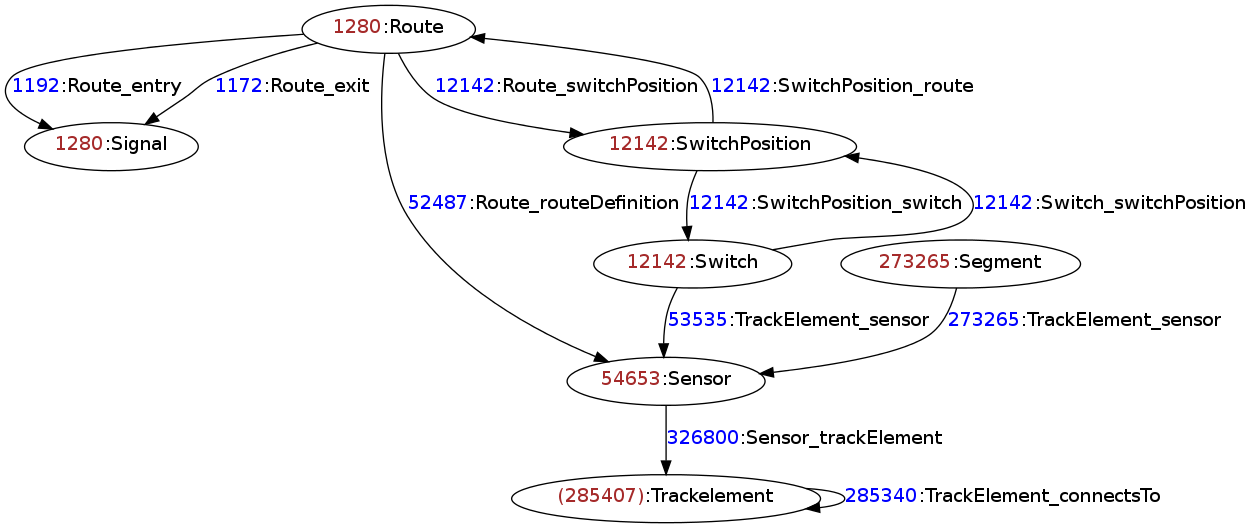 1280:Route
1192:Route_entry
1172:Route_exit
12142:Route_switchPosition
12142:SwitchPosition_route
1280:Signal
12142:SwitchPosition
52487:Route_routeDefinition
12142:SwitchPosition_switch
12142:Switch_switchPosition
12142:Switch
273265:Segment
53535:TrackElement_sensor
273265:TrackElement_sensor
54653:Sensor
326800:Sensor_trackElement
(285407):Trackelement
285340:TrackElement_connectsTo